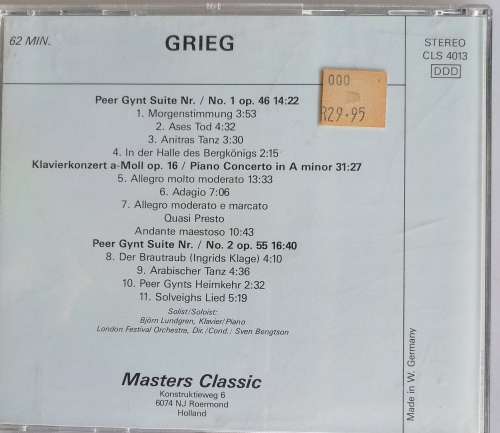 62 MIN.
GRIEG
STEREO
CLS 4013
DDD
000
R29-95
Peer Gynt Suite Nr. / No. 1 op. 46 14:22
1. Morgenstimmung 3:53
2. Ases Tod 4:32
3. Anitras Tanz 3:30
4. In der Halle des Bergkönigs 2:15
Klavierkonzert a-Moll op. 16 / Piano Concerto in A minor 31:27
5. Allegro molto moderato 13:33
6. Adagio 7:06
7. Allegro moderato e marcato
Quasi Presto
Andante maestoso 10:43
Peer Gynt Suite Nr. / No. 2 op. 55 16:40
8. Der Brautraub (Ingrids Klage) 4:10
9. Arabischer Tanz 4:36
10. Peer Gynts Heimkehr 2:32
11. Solveighs Lied 5:19
Solist/Soloist:
Björn Lundgren, Klavier/Piano
London Festival Orchestra, Dir./Cond.: Sven Bengtson
Masters Classic
Konstruktieweg 6
6074 NJ Roermond
Holland
Made in W. Germany